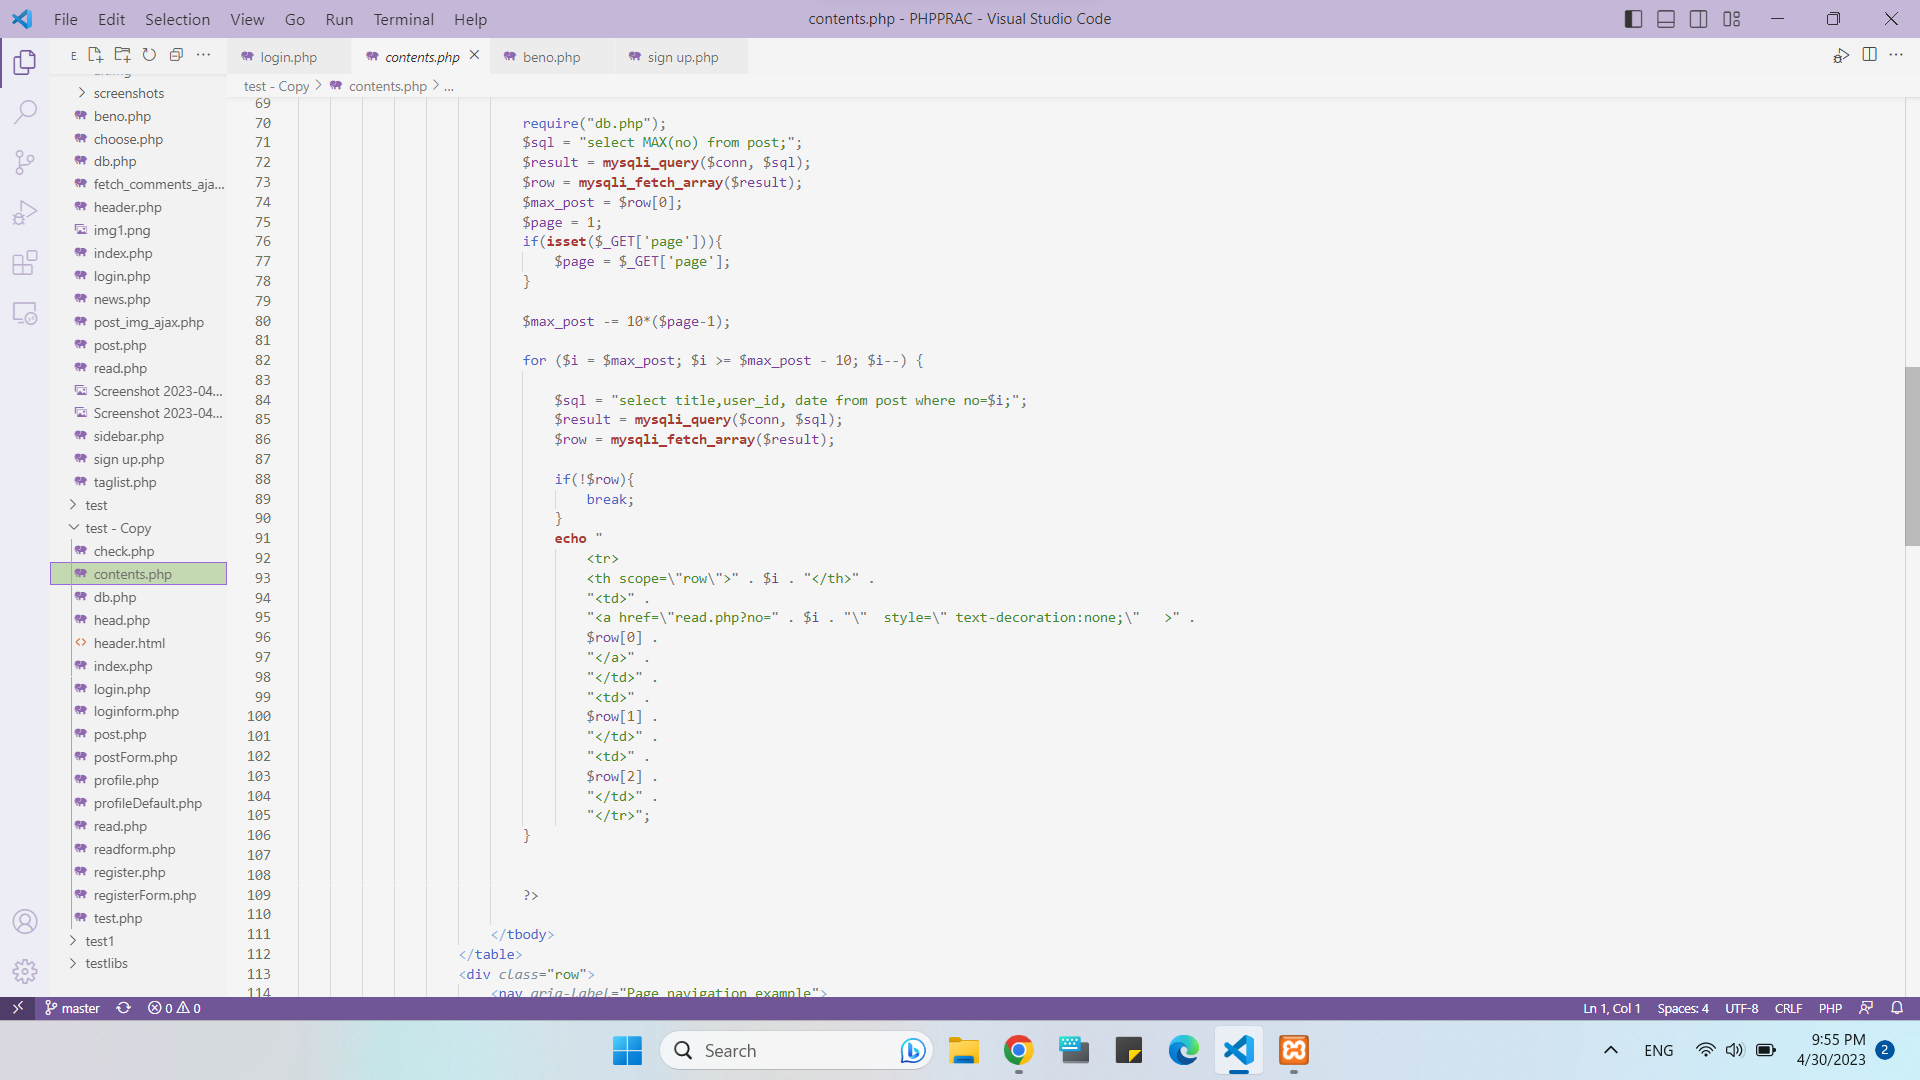 File Edit Selection View Go Run Terminal Help
contents.php - PHPPRAC - Visual Studio Code
E
login.php
contents.php
beno.php
sign up.php
test - Copy > contents.php > ...
screenshots
beno.php
choose.php
db.php
fetch_comments_aja...
header.php
img1.png
index.php
login.php
news.php
post_img_ajax.php
post.php
read.php
Screenshot 2023-04...
Screenshot 2023-04...
sidebar.php
sign up.php
taglist.php
test
test - Copy
check.php
contents.php
db.php
head.php
header.html
index.php
login.php
loginform.php
post.php
postForm.php
profile.php
profileDefault.php
read.php
readform.php
register.php
registerForm.php
test.php
test1
testlibs
69
70 require("db.php");
71 $sql = "select MAX(no) from post;";
72 $result = mysqli_query($conn, $sql);
73 $row = mysqli_fetch_array($result);
74 $max_post = $row[0];
75 $page = 1;
76 if(isset($_GET['page'])){
77 $page = $_GET['page'];
78 }
79
80 $max_post -= 10*($page-1);
81
82 for ($i = $max_post; $i >= $max_post - 10; $i--) {
83
84 $sql = "select title,user_id, date from post where no=$i;";
85 $result = mysqli_query($conn, $sql);
86 $row = mysqli_fetch_array($result);
87
88 if(!$row){
89 break;
90 }
91 echo "
92 <tr>
93 <th scope=\"row\">" . $i . "</th>" .
94 "<td>" .
95 "<a href=\"read.php?no=" . $i . "\"  style=\" text-decoration:none;\"   >" .
96 $row[0] .
97 "</a>" .
98 "</td>" .
99 "<td>" .
100 $row[1] .
101 "</td>" .
102 "<td>" .
103 $row[2] .
104 "</td>" .
105 "</tr>";
106 }
107
108
109 ?>
110
111 </tbody>
112 </table>
113 <div class="row">
114 <nav aria-label="Page navigation example">
master
0 0
Ln 1, Col 1 Spaces: 4 UTF-8 CRLF PHP
Search
ENG
9:55 PM
4/30/2023
2